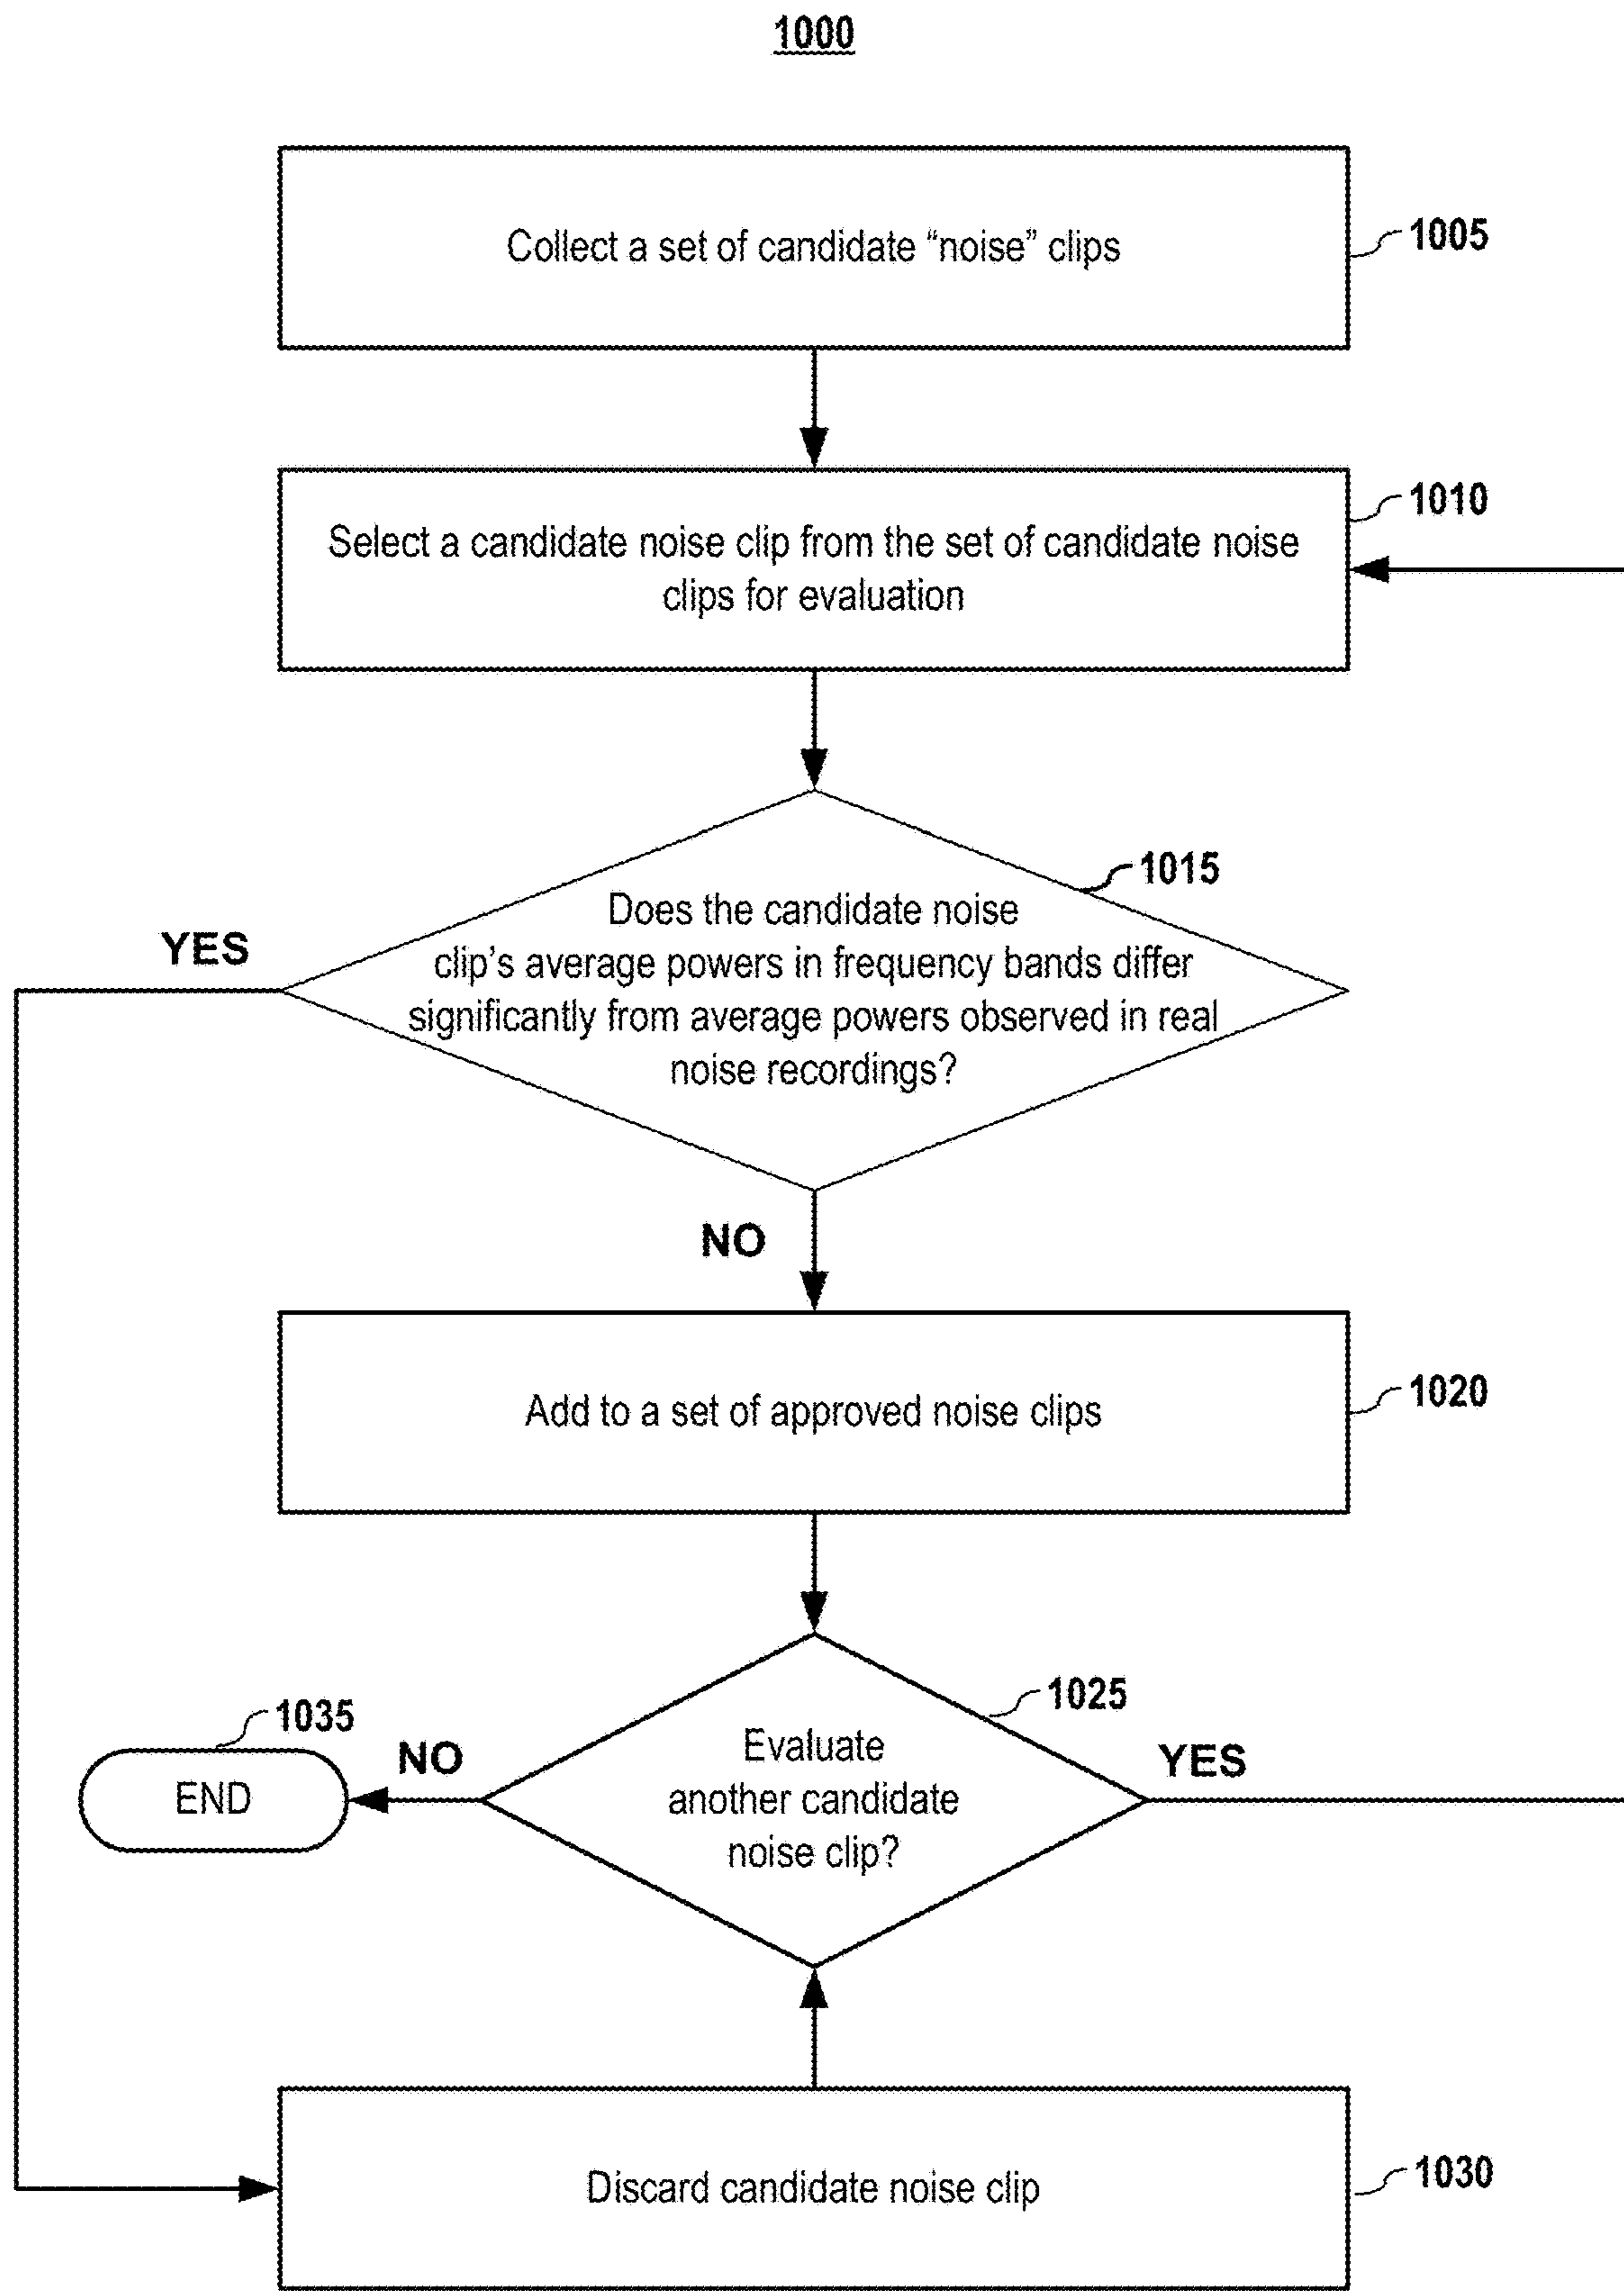 1000
Collect a set of candidate “noise” clips
1005
Select a candidate noise clip from the set of candidate noise
clips for evaluation
1010
1015
Does the candidate noise
clip’s average powers in frequency bands differ
significantly from average powers observed in real
noise recordings?
YES
NO
Add to a set of approved noise clips
1020
1025
Evaluate
another candidate
noise clip?
YES
NO
1035
END
Discard candidate noise clip
1030